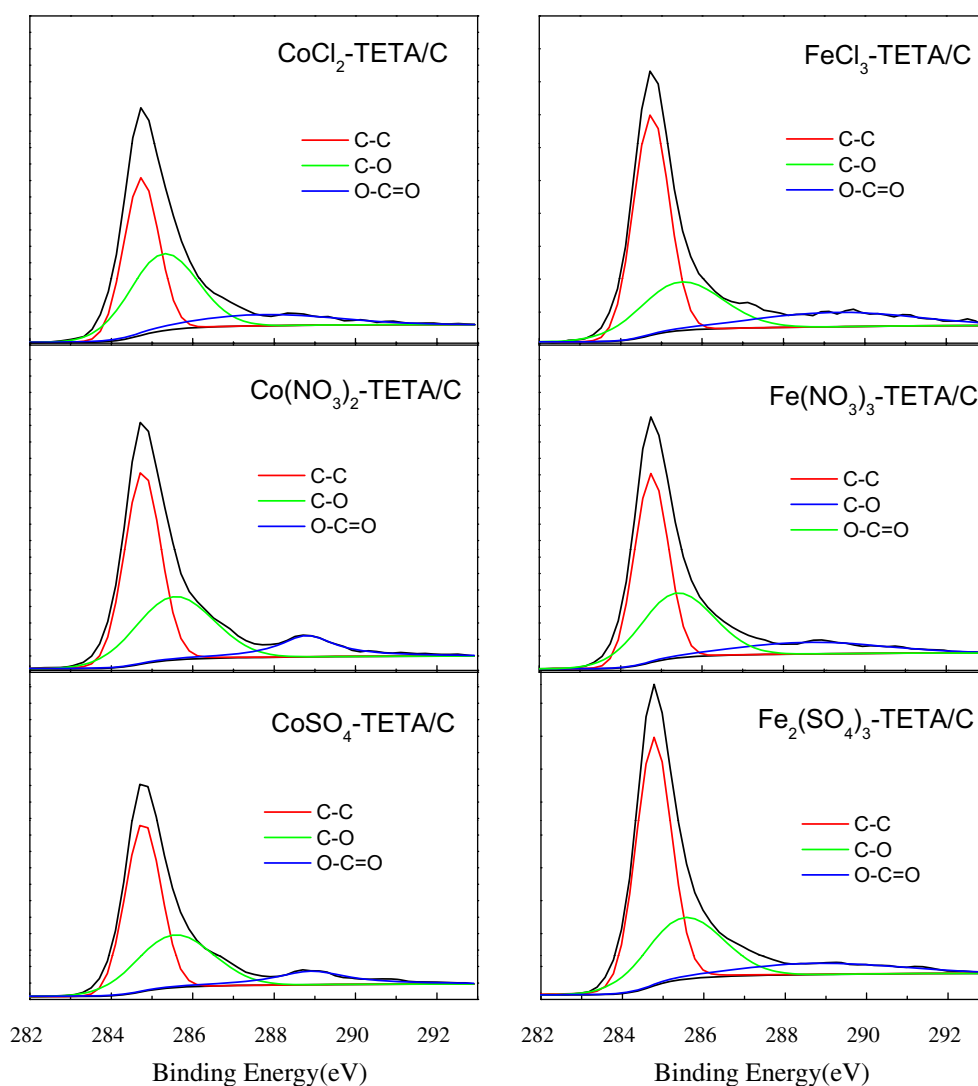 CoCl₂-TETA/C
C-C
C-O
O-C=O
FeCl₃-TETA/C
C-C
C-O
O-C=O
Co(NO₃)₂-TETA/C
C-C
C-O
O-C=O
Fe(NO₃)₃-TETA/C
C-C
C-O
O-C=O
CoSO₄-TETA/C
C-C
C-O
O-C=O
Fe₂(SO₄)₃-TETA/C
C-C
C-O
O-C=O
282 284 286 288 290 292
Binding Energy(eV)
282 284 286 288 290 292
Binding Energy(eV)